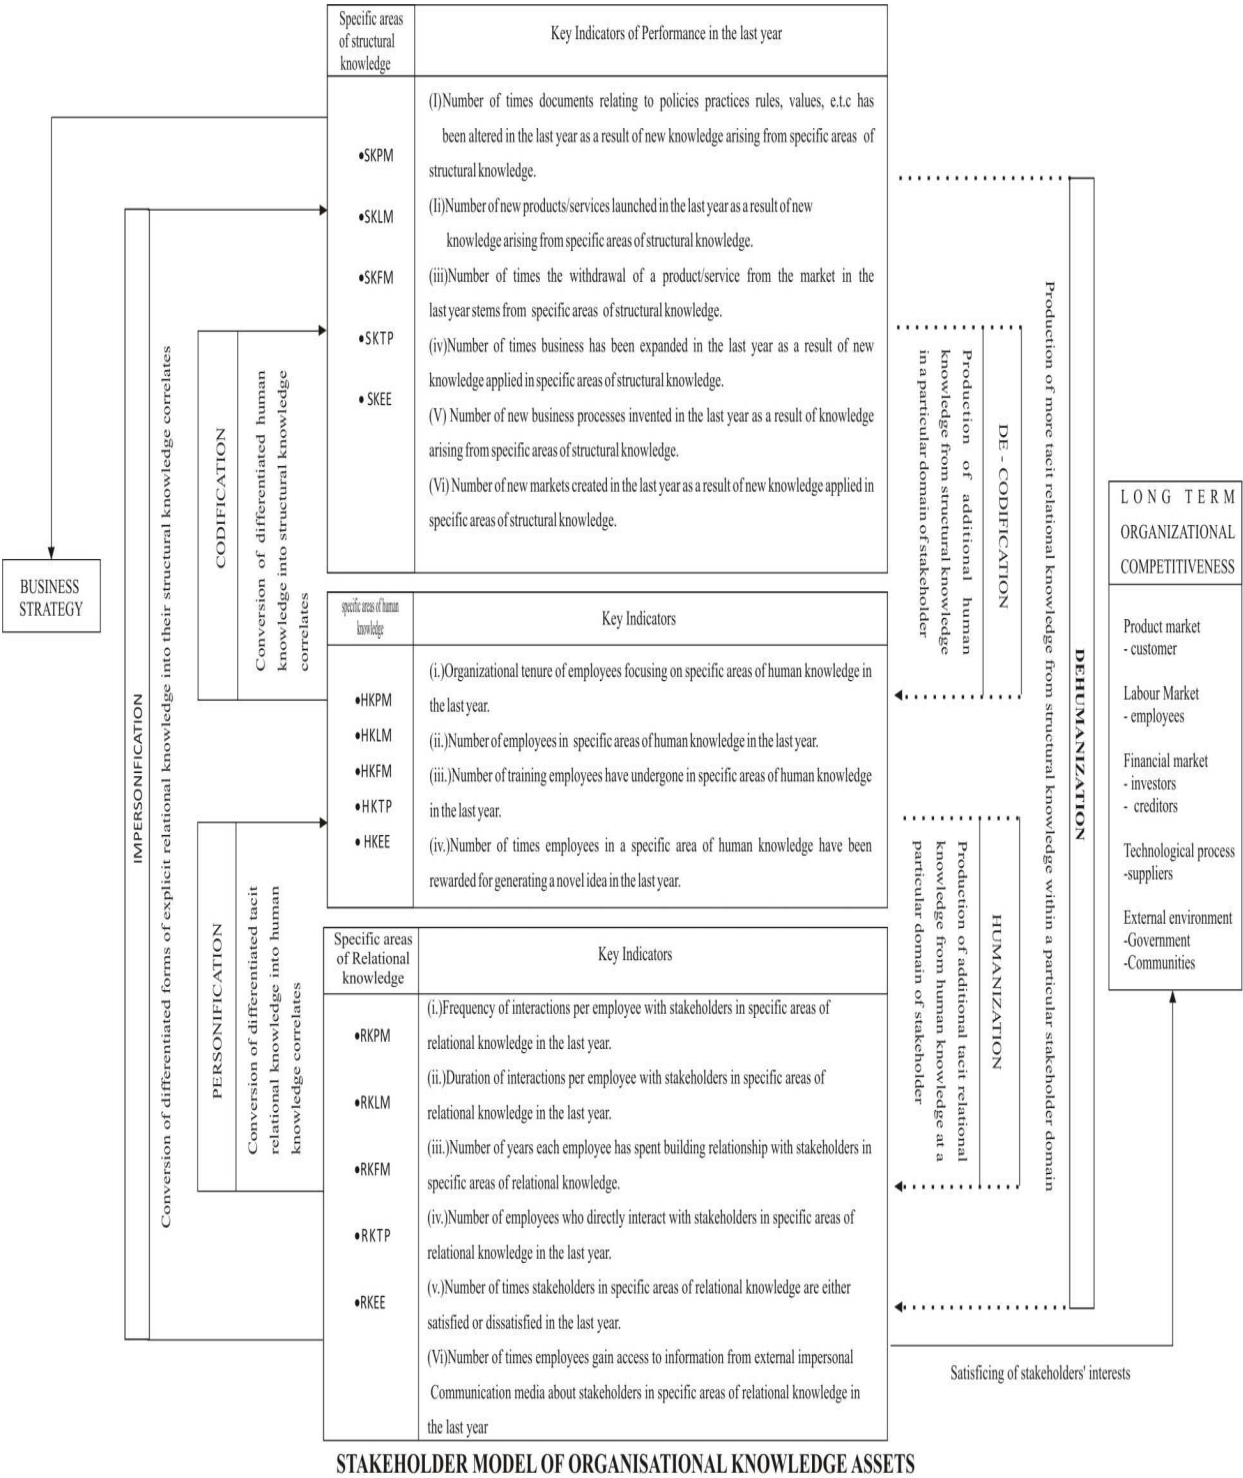 Specific areas
of structural
knowledge
Key Indicators of Performance in the last year
•SKPM
•SKLM
•SKFM
•SKTP
• SKEE
(I)Number of times documents relating to policies practices rules, values, e.t.c has
been altered in the last year as a result of new knowledge arising from specific areas of
structural knowledge.
(Ii)Number of new products/services launched in the last year as a result of new
knowledge arising from specific areas of structural knowledge.
(iii)Number of times the withdrawal of a product/service from the market in the
last year stems from specific areas of structural knowledge.
(iv)Number of times business has been expanded in the last year as a result of new
knowledge applied in specific areas of structural knowledge.
(V) Number of new business processes invented in the last year as a result of knowledge
arising from specific areas of structural knowledge.
(Vi) Number of new markets created in the last year as a result of new knowledge applied in
specific areas of structural knowledge.
BUSINESS
STRATEGY
IMPERSONIFICATION
Conversion of differentiated forms of explicit relational knowledge into their structural knowledge correlates
CODIFICATION
Conversion of differentiated human
knowledge into structural knowledge
correlates
PERSONIFICATION
Conversion of differentiated tacit
relational knowledge into human
knowledge correlates
specific areas of human
knowledge
Key Indicators
•HKPM
•HKLM
•HKFM
•HKTP
• HKEE
(i.)Organizational tenure of employees focusing on specific areas of human knowledge in
the last year.
(ii.)Number of employees in specific areas of human knowledge in the last year.
(iii.)Number of training employees have undergone in specific areas of human knowledge
in the last year.
(iv.)Number of times employees in a specific area of human knowledge have been
rewarded for generating a novel idea in the last year.
Specific areas
of Relational
knowledge
Key Indicators
•RKPM
•RKLM
•RKFM
•RKTP
•RKEE
(i.)Frequency of interactions per employee with stakeholders in specific areas of
relational knowledge in the last year.
(ii.)Duration of interactions per employee with stakeholders in specific areas of
relational knowledge in the last year.
(iii.)Number of years each employee has spent building relationship with stakeholders in
specific areas of relational knowledge.
(iv.)Number of employees who directly interact with stakeholders in specific areas of
relational knowledge in the last year.
(v.)Number of times stakeholders in specific areas of relational knowledge are either
satisfied or dissatisfied in the last year.
(Vi)Number of times employees gain access to information from external impersonal
Communication media about stakeholders in specific areas of relational knowledge in
the last year
DE - CODIFICATION
Production of additional human
knowledge from structural knowledge
in a particular domain of stakeholder
HUMANIZATION
Production of additional tacit relational
knowledge from human knowledge at a
particular domain of stakeholder
DEHUMANIZATION
Production of more tacit relational knowledge from structural knowledge within a particular stakeholder domain
LONG TERM
ORGANIZATIONAL
COMPETITIVENESS
Product market
- customer
Labour Market
- employees
Financial market
- investors
- creditors
Technological process
-suppliers
External environment
-Government
-Communities
Satisficing of stakeholders' interests
STAKEHOLDER MODEL OF ORGANISATIONAL KNOWLEDGE ASSETS